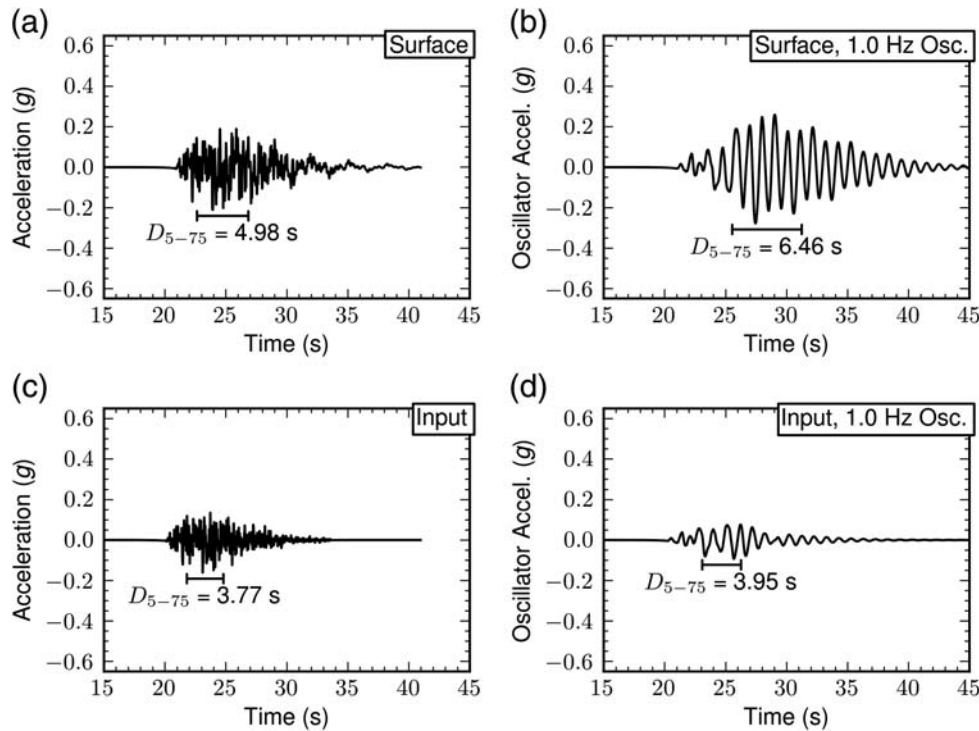 (a)
Surface
Acceleration (g)
0.6
0.4
0.2
0.0
−0.2
−0.4
−0.6
D5−75 = 4.98 s
15 20 25 30 35 40 45
Time (s)
(b)
Surface, 1.0 Hz Osc.
Oscillator Accel. (g)
0.6
0.4
0.2
0.0
−0.2
−0.4
−0.6
D5−75 = 6.46 s
15 20 25 30 35 40 45
Time (s)
(c)
Input
Acceleration (g)
0.6
0.4
0.2
0.0
−0.2
−0.4
−0.6
D5−75 = 3.77 s
15 20 25 30 35 40 45
Time (s)
(d)
Input, 1.0 Hz Osc.
Oscillator Accel. (g)
0.6
0.4
0.2
0.0
−0.2
−0.4
−0.6
D5−75 = 3.95 s
15 20 25 30 35 40 45
Time (s)